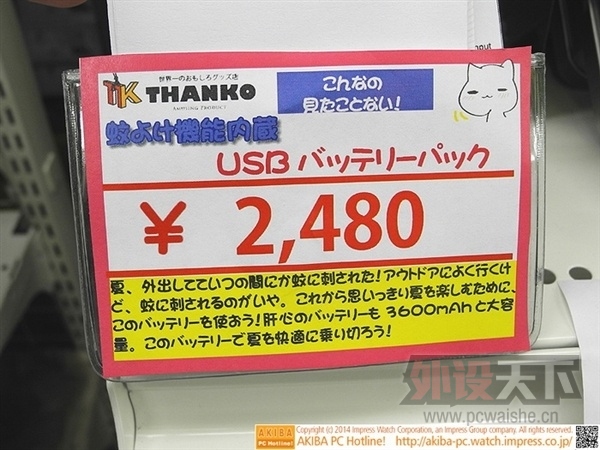 世界一のおもしろグッズ店
THANKO
こんなの
見たことない!
蚊よけ機能内蔵
USBバッテリーパック
¥ 2,480
夏、外出してていつの間にか蚊に刺された!アウトドアによく行くけ
ど、蚊に刺されるのがいや。これから思いっきり夏を楽しむために、
このバッテリーを使おう!肝心のバッテリーも3600mAhと大容
量。このバッテリーで夏を快適に乗り切ろう!
外设天下
www.pcwaishe.cn
AKIBA PC Hotline!
Copyright (c) 2014 Impress Watch Corporation, an Impress Group company. All rights reserved.
AKIBA PC Hotline! http://akiba-pc.watch.impress.co.jp/